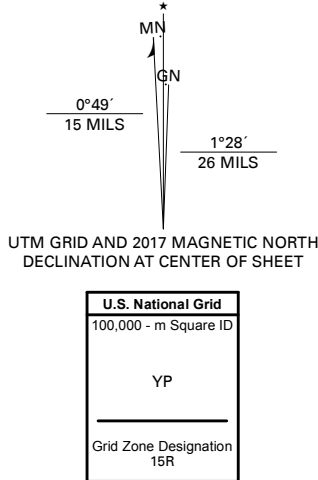 MN
GN
0°49´
15 MILS
1°28´
26 MILS
UTM GRID AND 2017 MAGNETIC NORTH
DECLINATION AT CENTER OF SHEET
U.S. National Grid
100,000 - m Square ID
YP
Grid Zone Designation
15R